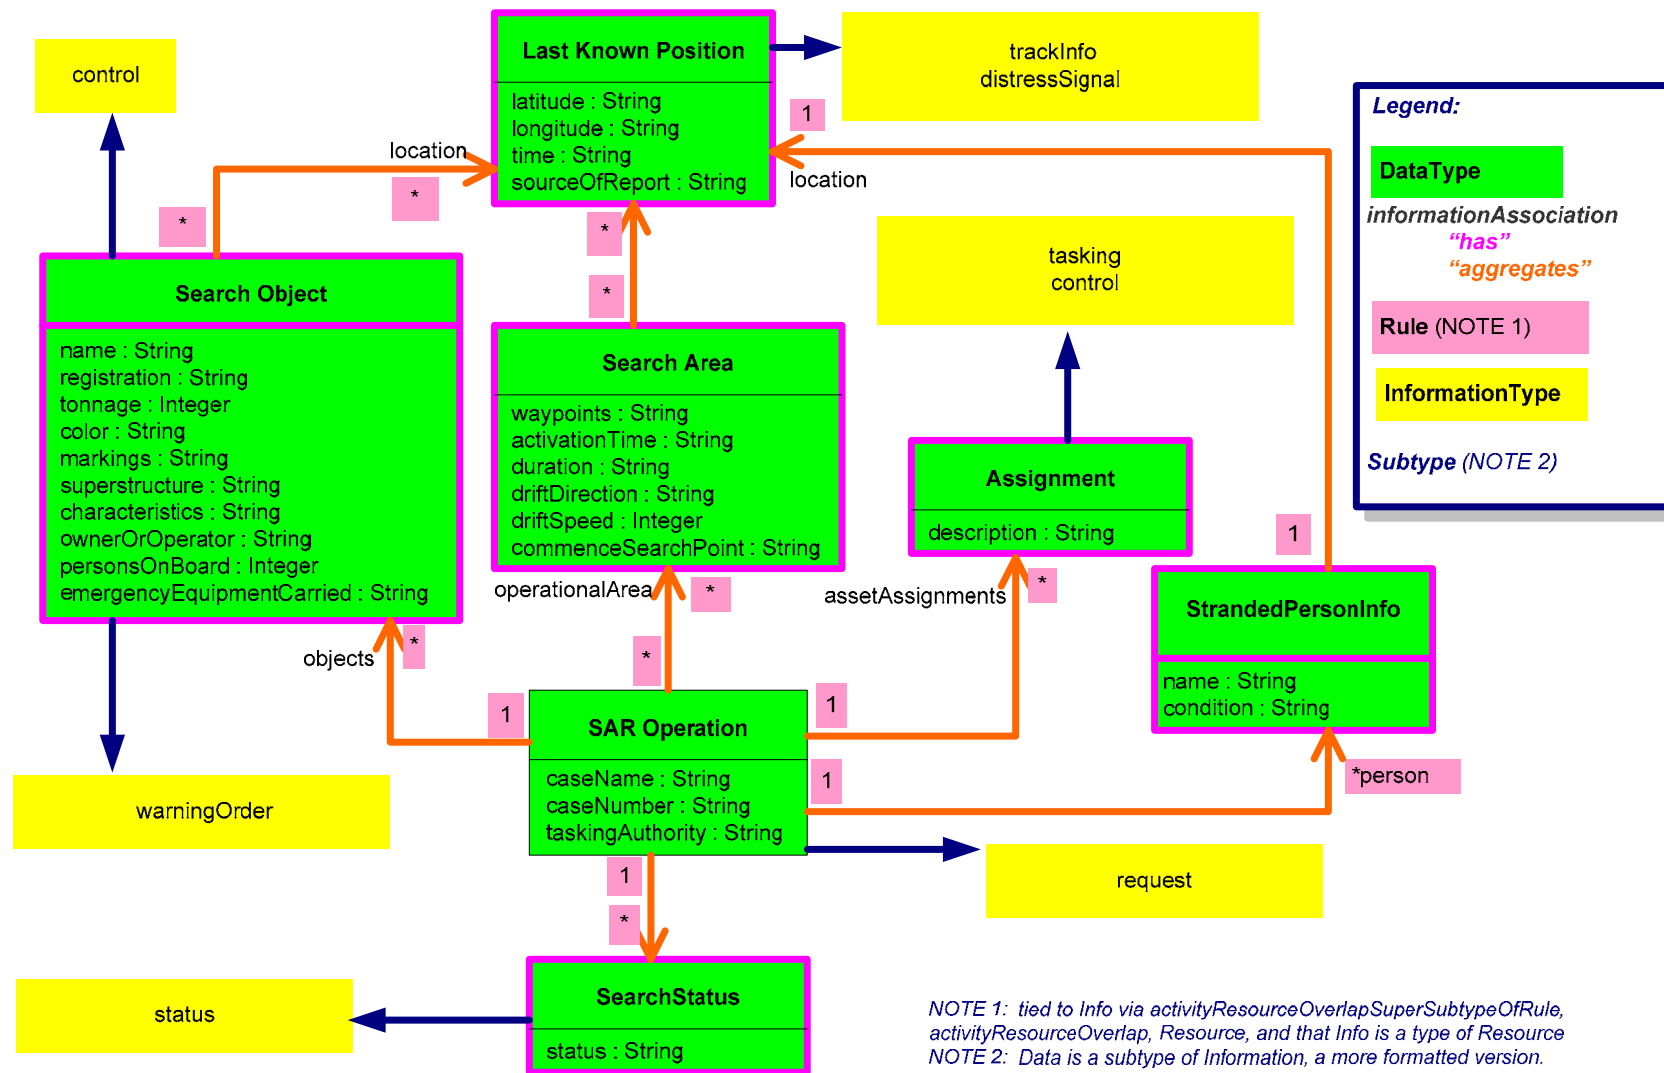 control
Last Known Position
latitude : String
longitude : String
time : String
sourceOfReport : String
trackInfo
distressSignal
Legend:
DataType
informationAssociation
“has”
“aggregates”
Rule (NOTE 1)
InformationType
Subtype (NOTE 2)
location
*
*
1
location
*
*
tasking
control
Search Object
name : String
registration : String
tonnage : Integer
color : String
markings : String
superstructure : String
characteristics : String
ownerOrOperator : String
personsOnBoard : Integer
emergencyEquipmentCarried : String
Search Area
waypoints : String
activationTime : String
duration : String
driftDirection : String
driftSpeed : Integer
commenceSearchPoint : String
Assignment
description : String
1
StrandedPersonInfo
name : String
condition : String
operationalArea
*
assetAssignments
*
objects
*
*
1
SAR Operation
caseName : String
caseNumber : String
taskingAuthority : String
1
1
*person
warningOrder
request
1
*
status
SearchStatus
status : String
NOTE 1: tied to Info via activityResourceOverlapSuperSubtypeOfRule,
activityResourceOverlap, Resource, and that Info is a type of Resource
NOTE 2: Data is a subtype of Information, a more formatted version.